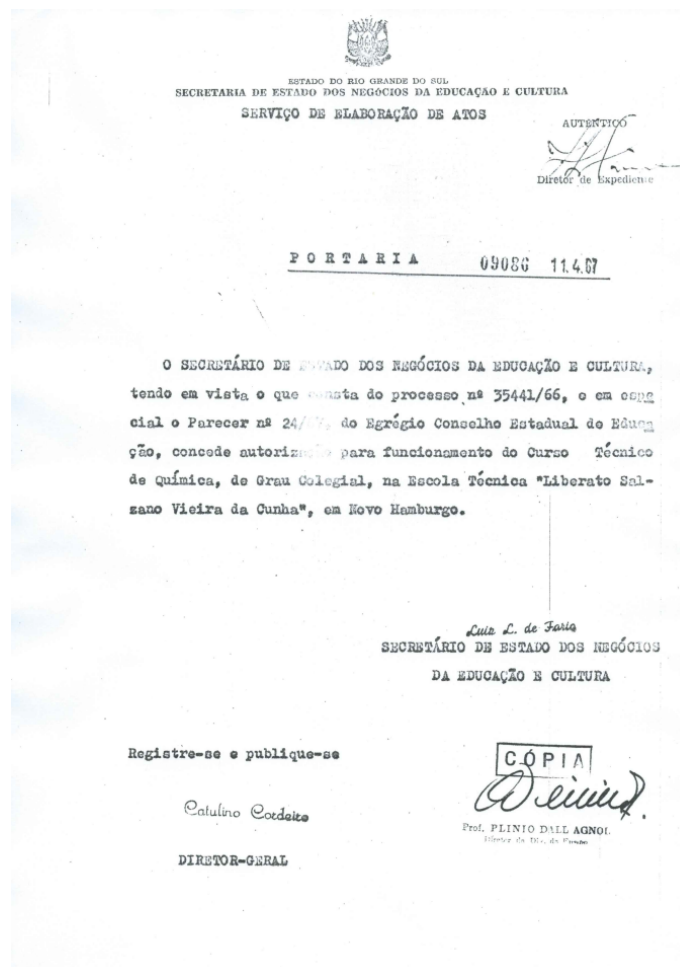 ESTADO DO RIO GRANDE DO SUL
SECRETARIA DE ESTADO DOS NEGÓCIOS DA EDUCAÇÃO E CULTURA
SERVIÇO DE ELABORAÇÃO DE ATOS
AUTÊNTICO
Diretor de Expediente
PORTARIA 09086 11.4.67
O SECRETÁRIO DE ESTADO DOS NEGÓCIOS DA EDUCAÇÃO E CULTURA,
tendo em vista o que consta do processo nº 35441/66, e em espe
cial o Parecer nº 24/ do Egrégio Conselho Estadual de Educa
ção, concede autorização para funcionamento do Curso Técnico
de Química, de Grau Colegial, na Escola Técnica "Liberato Sal-
zano Vieira da Cunha", em Novo Hamburgo.
Luiz L. de Faria
SECRETÁRIO DE ESTADO DOS NEGÓCIOS
DA EDUCAÇÃO E CULTURA
Registre-se e publique-se
CÓPIA
Catulino Cordeiro
Prof. PLINIO DALL AGNOL
DIRETOR-GERAL